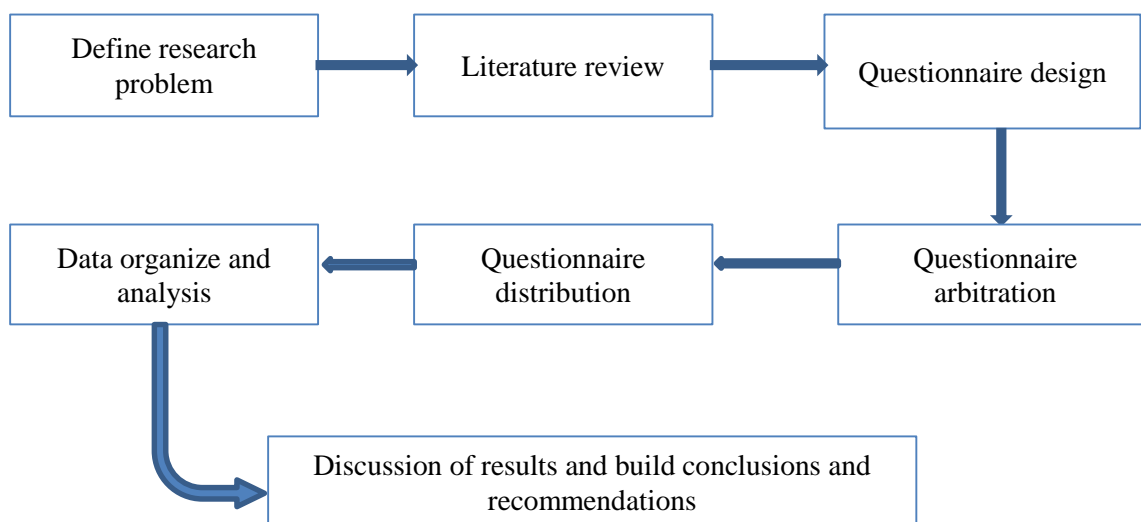 Define research
problem
Literature review
Questionnaire design
Questionnaire
arbitration
Questionnaire
distribution
Data organize and
analysis
Discussion of results and build conclusions and
recommendations